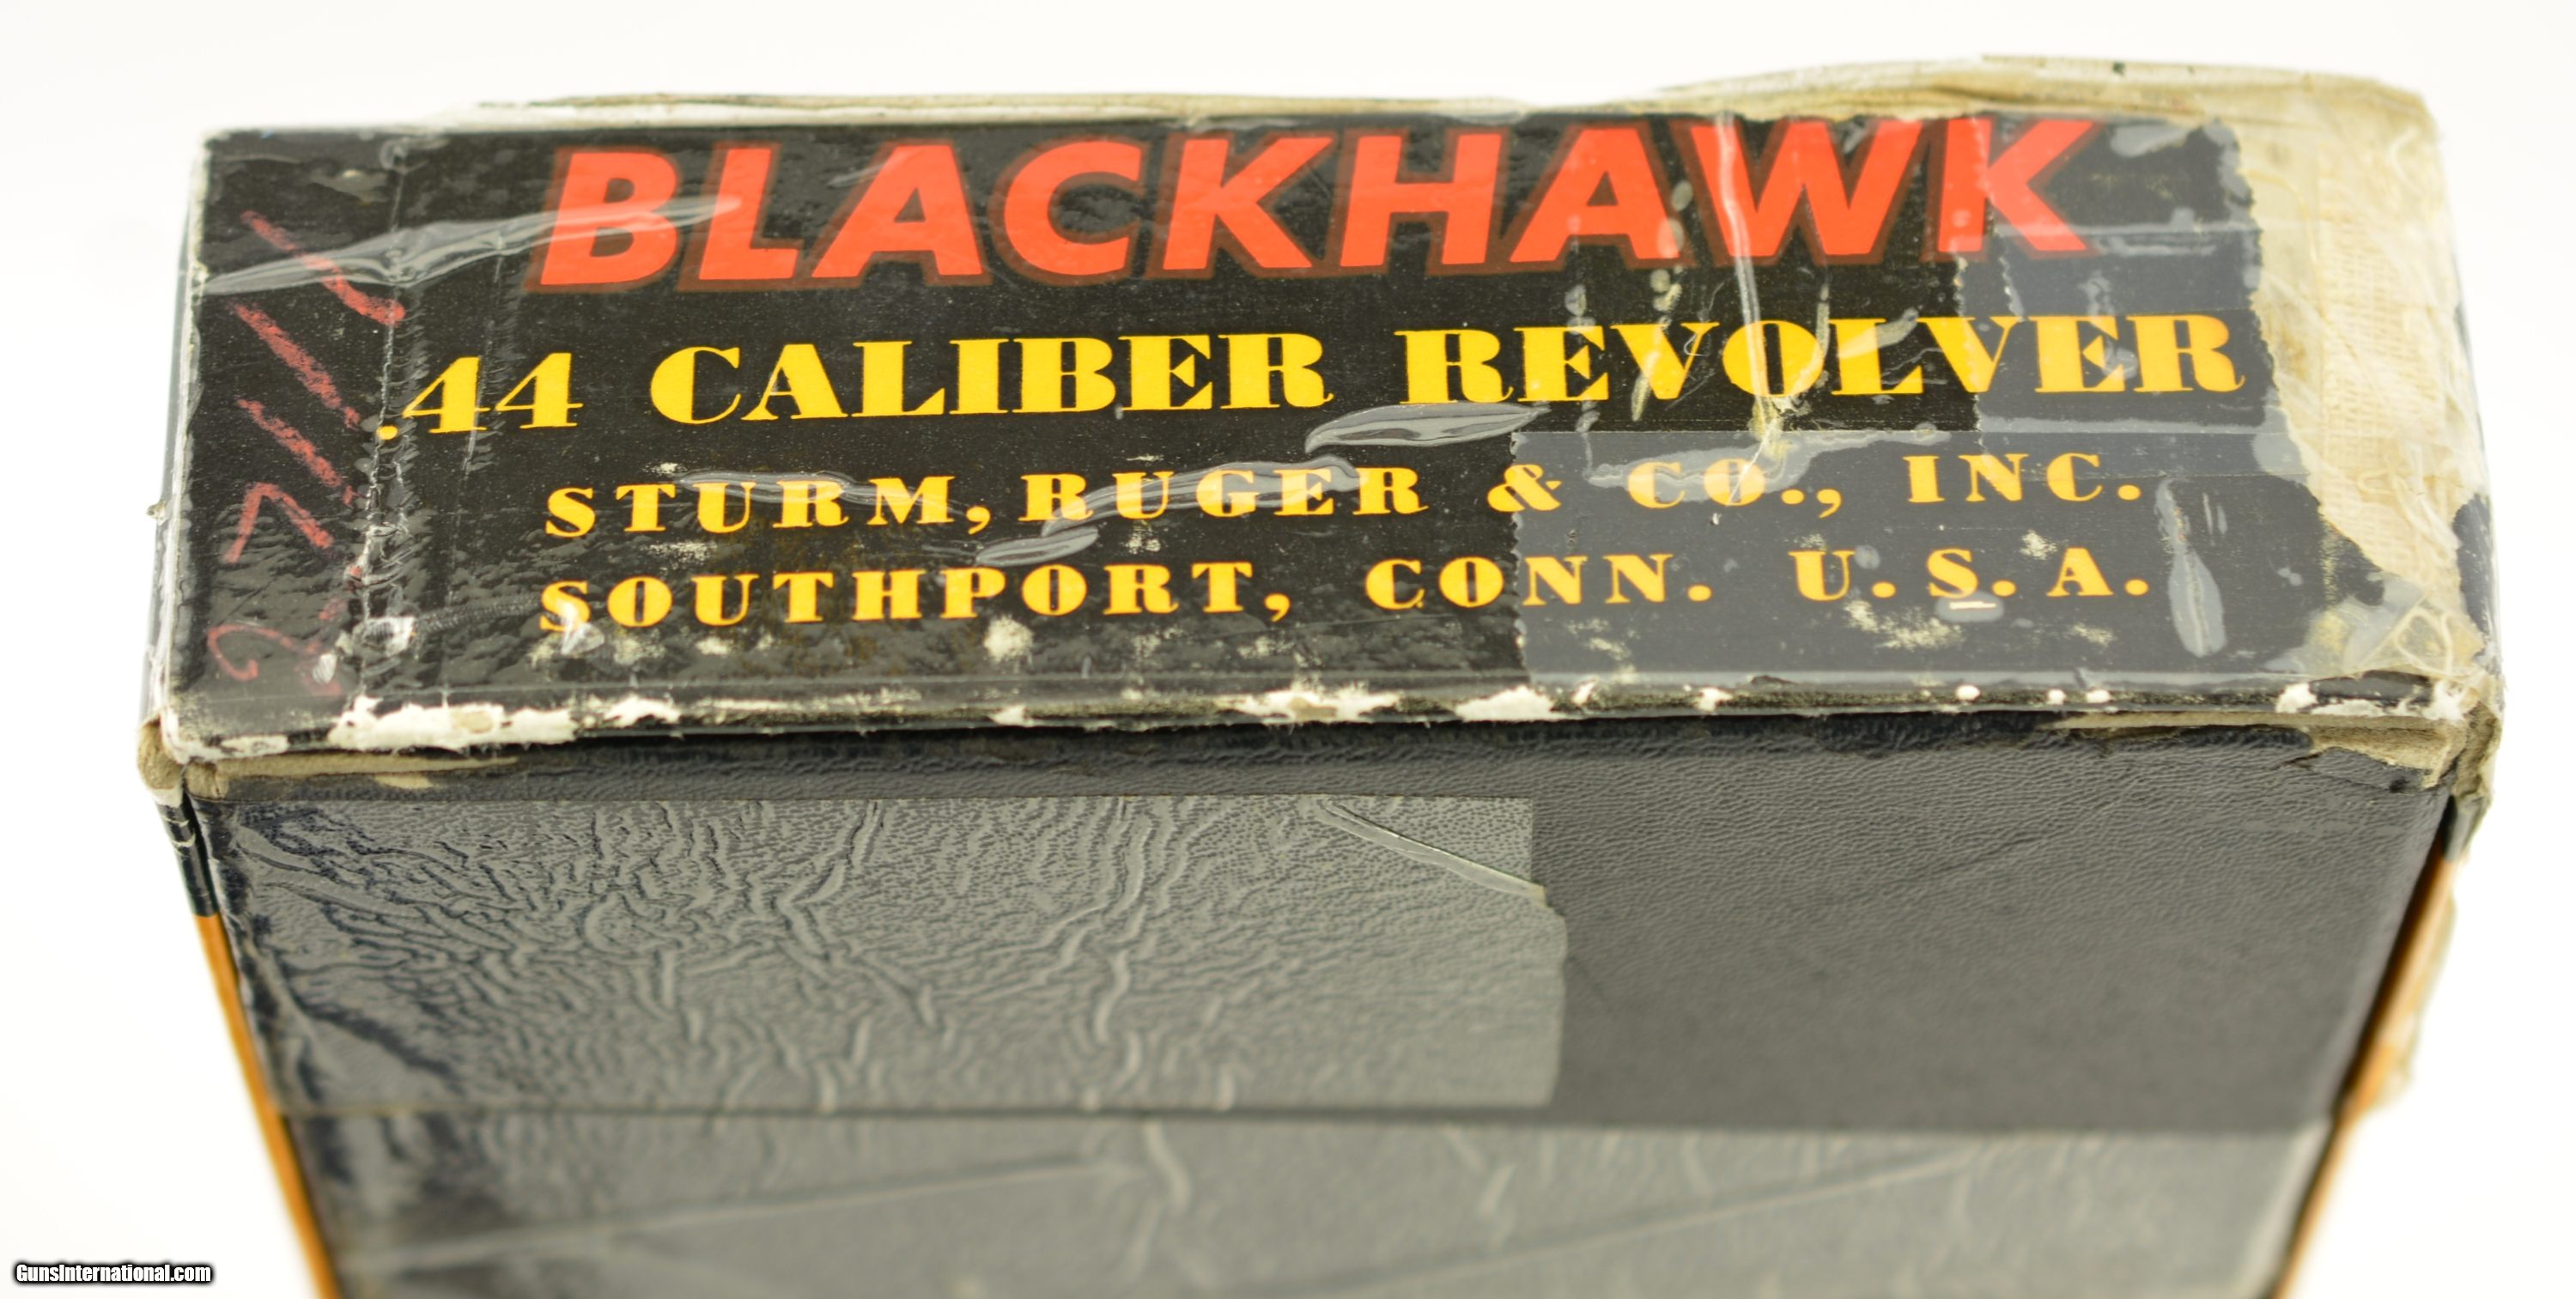 BLACKHAWK
.44 CALIBER REVOLVER
STURM, RUGER & CO., INC.
SOUTHPORT, CONN. U. S. A.
GunsInternational.com